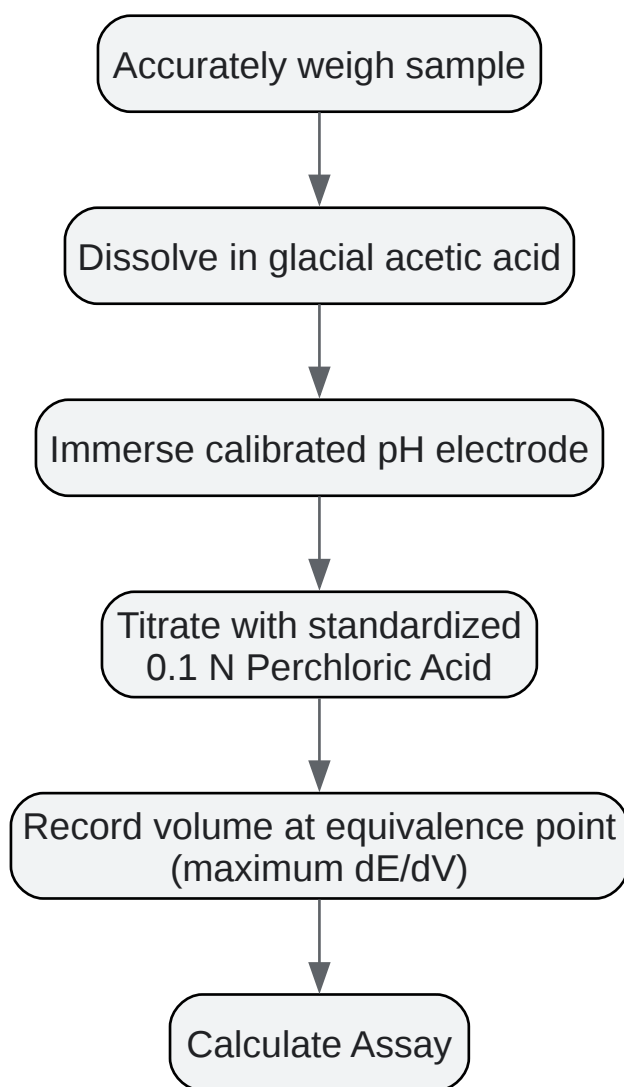 Accurately weigh sample
Dissolve in glacial acetic acid
Immerse calibrated pH electrode
Titrate with standardized
0.1 N Perchloric Acid
Record volume at equivalence point
(maximum dE/dV)
Calculate Assay